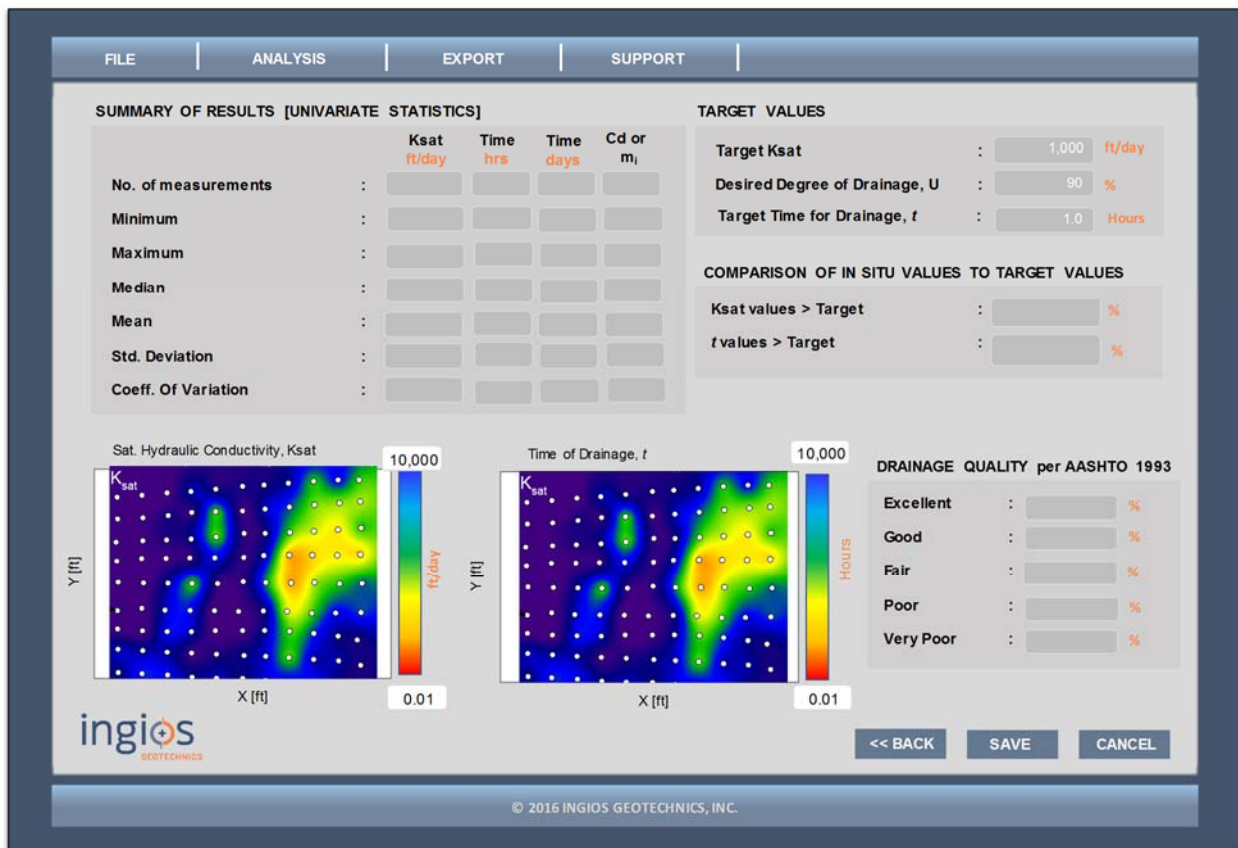 FILE
ANALYSIS
EXPORT
SUPPORT
SUMMARY OF RESULTS [UNIVARIATE STATISTICS]
Ksat Time Time Cd or
ft/day hrs days mi
No. of measurements :
Minimum :
Maximum :
Median :
Mean :
Std. Deviation :
Coeff. Of Variation :
TARGET VALUES
Target Ksat : 1,000 ft/day
Desired Degree of Drainage, U : 90 %
Target Time for Drainage, t : 1.0 Hours
COMPARISON OF IN SITU VALUES TO TARGET VALUES
Ksat values > Target : %
t values > Target : %
Sat. Hydraulic Conductivity, Ksat
10,000
Ksat
Y [ft]
ft/day
X [ft]
0.01
Time of Drainage, t
10,000
Ksat
Y [ft]
Hours
X [ft]
0.01
DRAINAGE QUALITY per AASHTO 1993
Excellent : %
Good : %
Fair : %
Poor : %
Very Poor : %
ingios
GEOTECHNICS
<< BACK
SAVE
CANCEL
© 2016 INGIOS GEOTECHNICS, INC.